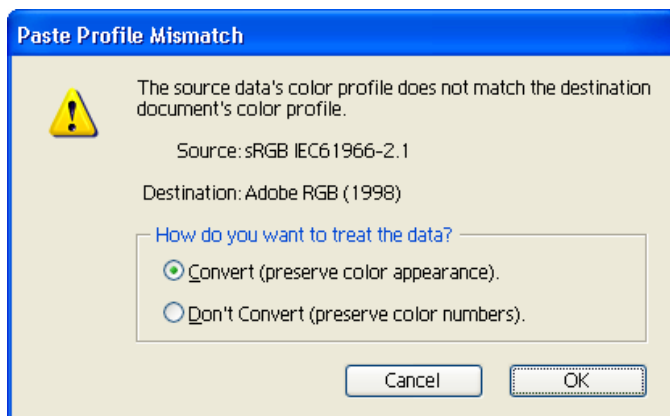 Paste Profile Mismatch
The source data's color profile does not match the destination
document's color profile.
Source: sRGB IEC61966-2.1
Destination: Adobe RGB (1998)
How do you want to treat the data?
Convert (preserve color appearance).
Don't Convert (preserve color numbers).
Cancel OK